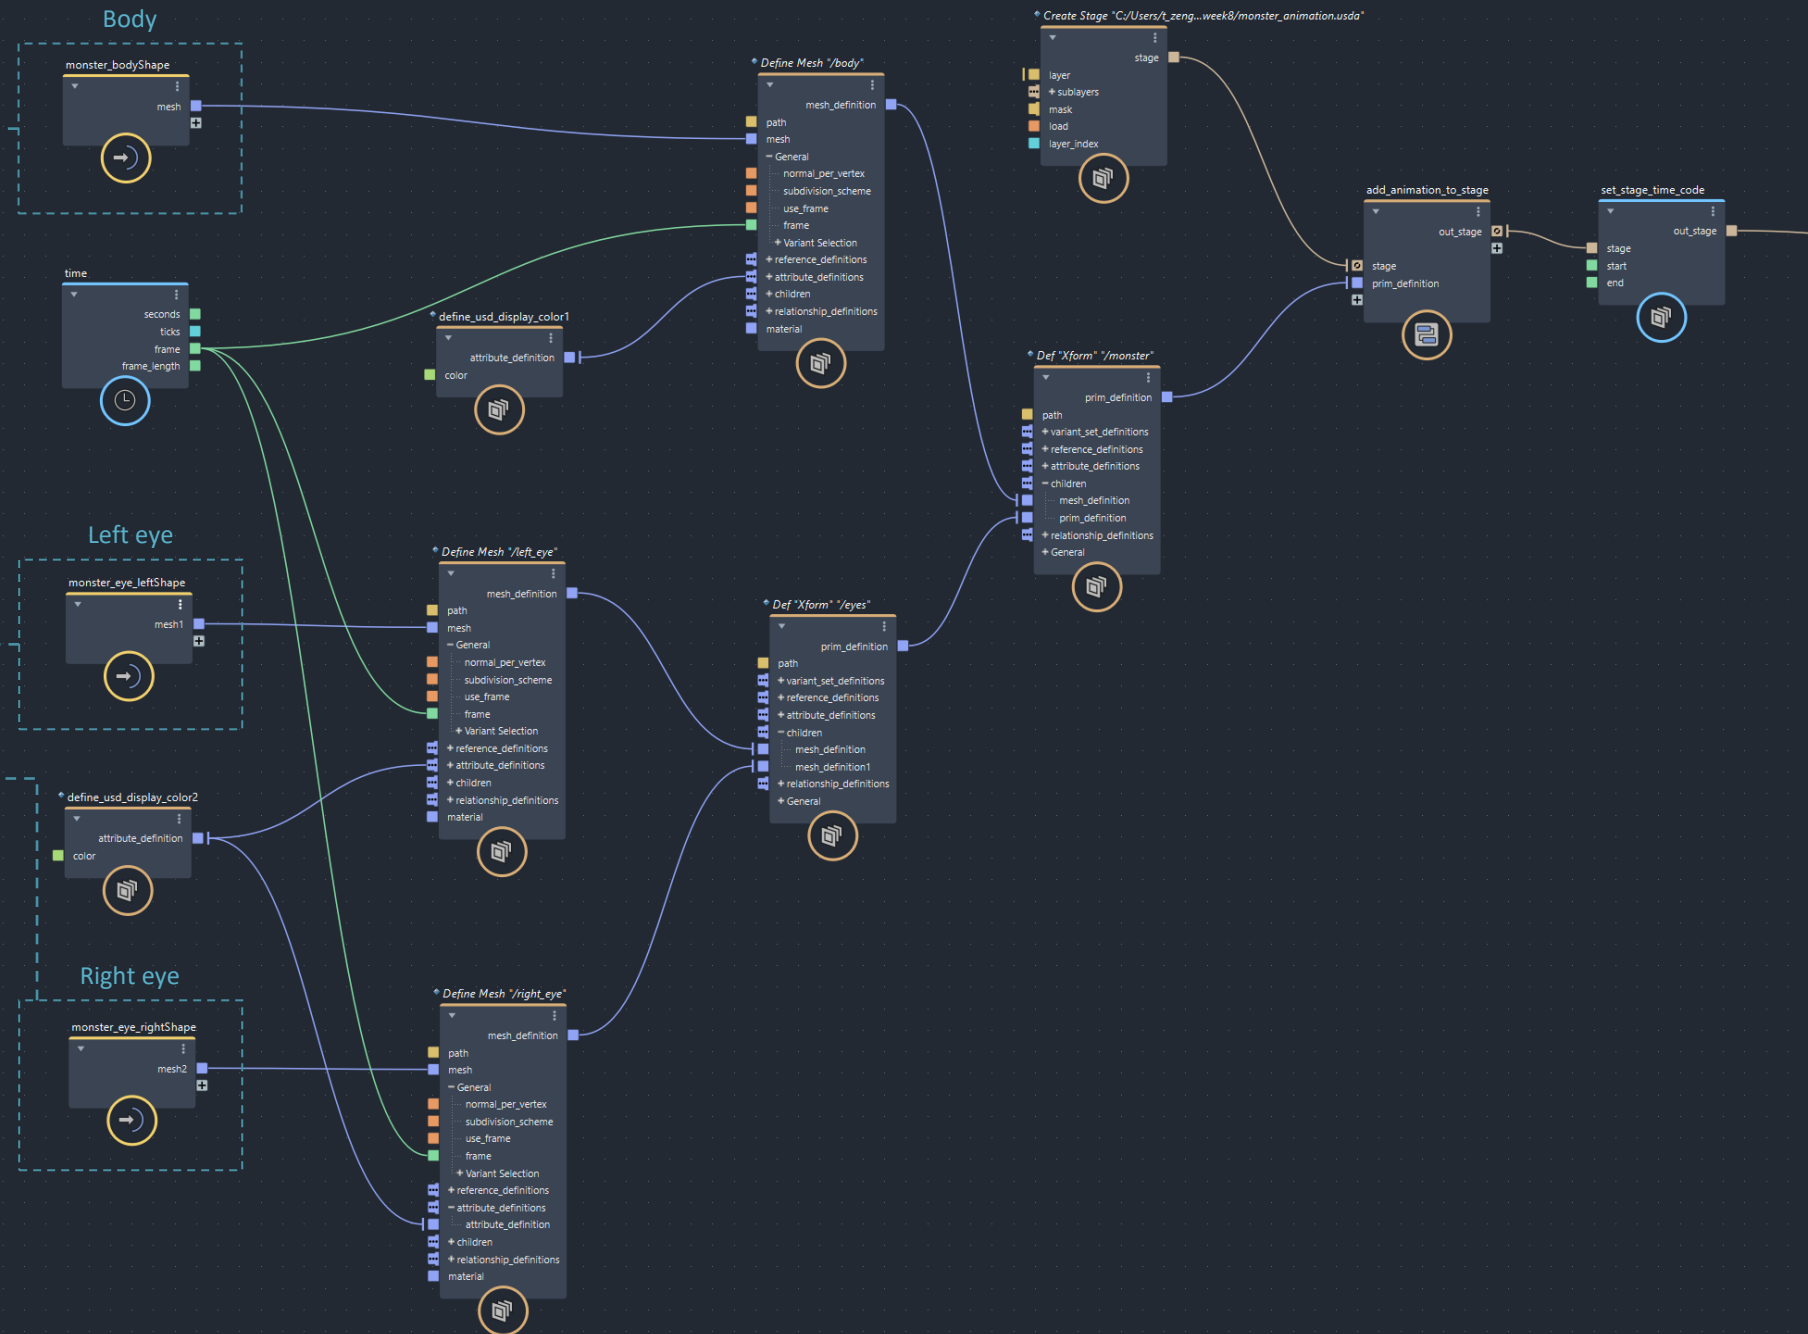 Body
monster_bodyShape
mesh
time
seconds
ticks
frame
frame_length
define_usd_display_color1
attribute_definition
color
Define Mesh "/body"
mesh_definition
path
mesh
General
normal_per_vertex
subdivision_scheme
use_frame
frame
+ Variant Selection
+ reference_definitions
+ attribute_definitions
+ children
+ relationship_definitions
material
Create Stage "C:/Users/t_zeng...week8/monster_animation.usda"
stage
layer
+ sublayers
mask
load
layer_index
add_animation_to_stage
out_stage
stage
prim_definition
set_stage_time_code
out_stage
stage
start
end
Def "Xform" "/monster"
prim_definition
path
+ variant_set_definitions
+ reference_definitions
+ attribute_definitions
children
mesh_definition
prim_definition
+ relationship_definitions
+ General
Left eye
monster_eye_leftShape
mesh1
Define Mesh "/left_eye"
mesh_definition
path
mesh
General
normal_per_vertex
subdivision_scheme
use_frame
frame
+ Variant Selection
+ reference_definitions
+ attribute_definitions
+ children
+ relationship_definitions
material
Def "Xform" "/eyes"
prim_definition
path
+ variant_set_definitions
+ reference_definitions
+ attribute_definitions
children
mesh_definition
mesh_definition1
+ relationship_definitions
+ General
define_usd_display_color2
attribute_definition
color
Right eye
monster_eye_rightShape
mesh2
Define Mesh "/right_eye"
mesh_definition
path
mesh
General
normal_per_vertex
subdivision_scheme
use_frame
frame
+ Variant Selection
+ reference_definitions
attribute_definitions
attribute_definition
+ children
+ relationship_definitions
material